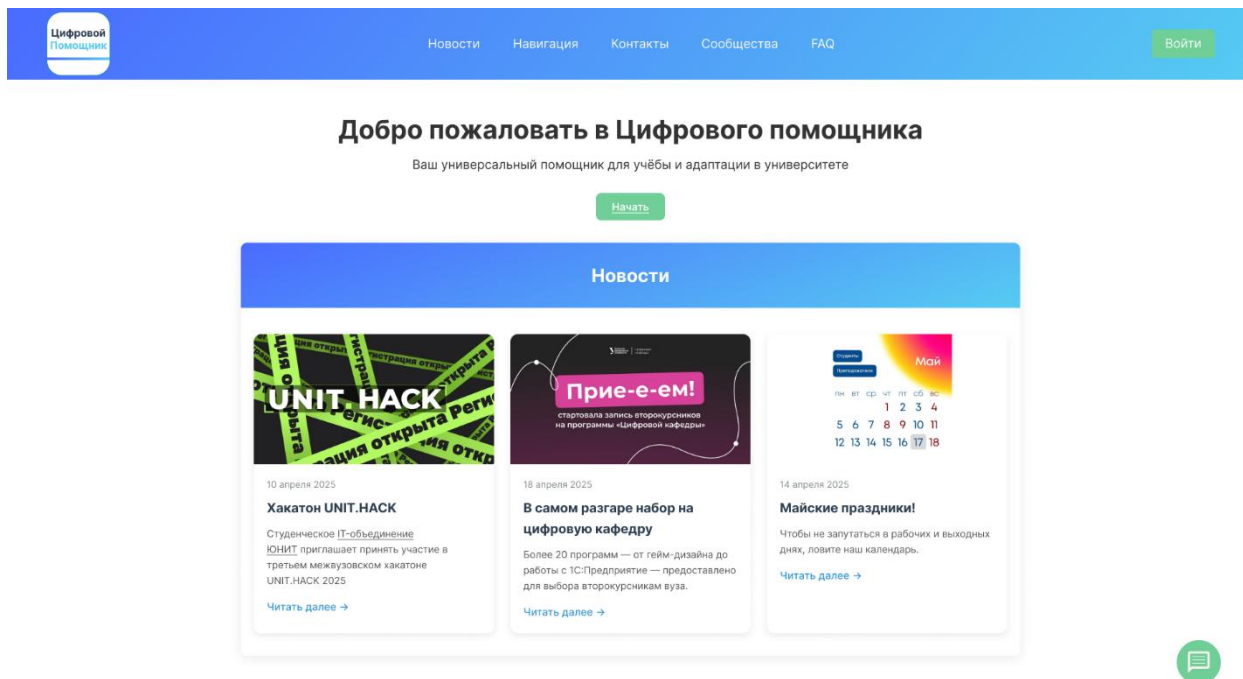 Цифровой
Помощник
Новости
Навигация
Контакты
Сообщества
FAQ
Войти
Добро пожаловать в Цифрового помощника
Ваш универсальный помощник для учёбы и адаптации в университете
Начать
Новости
UNIT.HACK
10 апреля 2025
Хакатон UNIT.HACK
Студенческое IT-объединение
ЮНИТ приглашает принять участие в
третьем межвузовском хакатоне
UNIT.HACK 2025
Читать далее →
Прие-е-ем!
стартовала запись второкурсников
на программы «Цифровой кафедры»
18 апреля 2025
В самом разгаре набор на
цифровую кафедру
Более 20 программ — от гейм-дизайна до
работы с 1С:Предприятие — предоставлено
для выбора второкурсникам вуза.
Читать далее →
Студенты
Преподаватели
Май
пн вт ср чт пт сб вс
1 2 3 4
5 6 7 8 9 10 11
12 13 14 15 16 17 18
14 апреля 2025
Майские праздники!
Чтобы не запутаться в рабочих и выходных
днях, ловите наш календарь.
Читать далее →